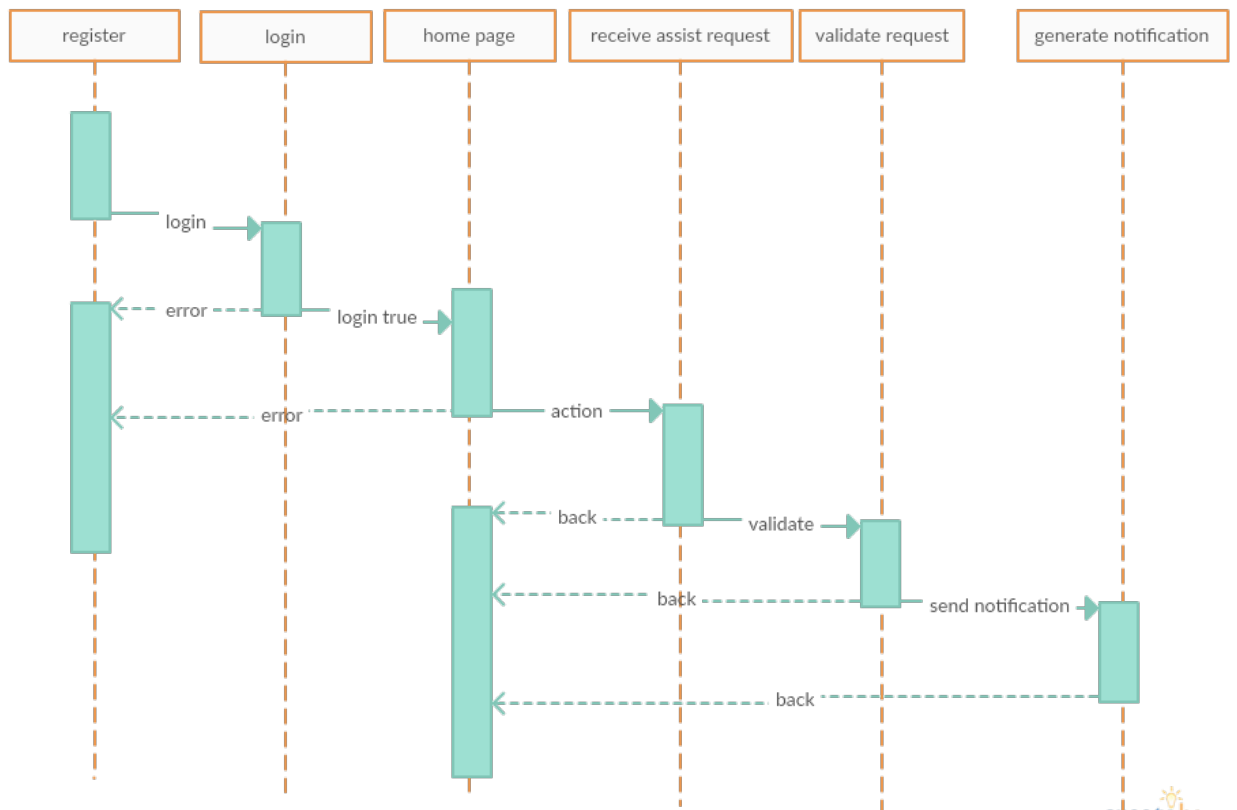 register
login
home page
receive assist request
validate request
generate notification
login
error
login true
error
action
back
validate
back
send notification
back